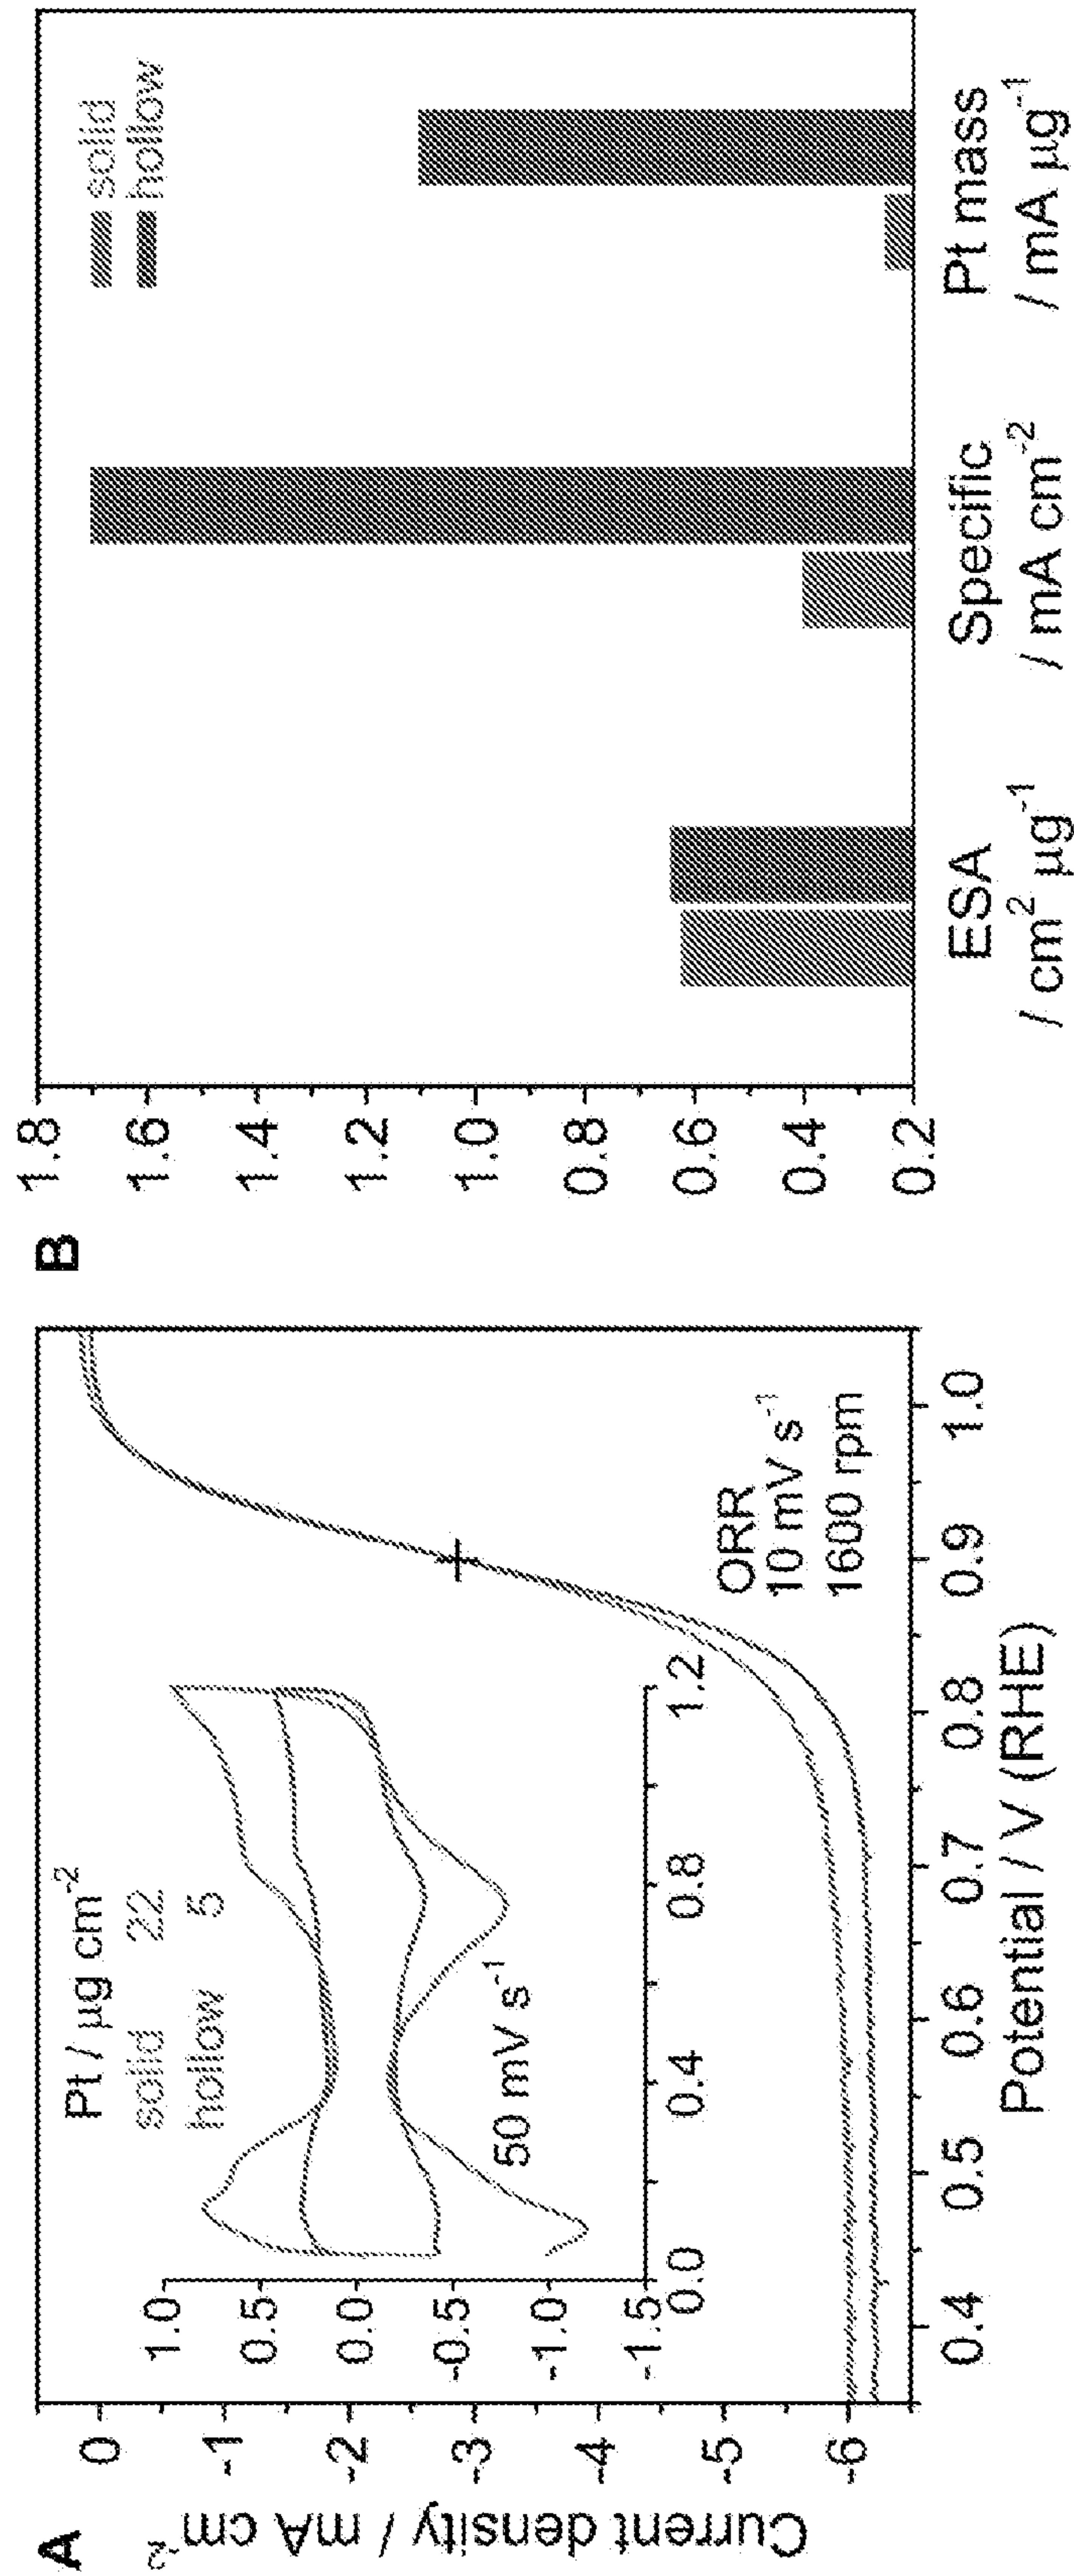 A
Current density / mA cm⁻²
0
-1
-2
-3
-4
-5
-6
Pt / μg cm⁻²
solid 22
hollow 5
1.0
0.5
0.0
-0.5
-1.0
-1.5
50 mV s⁻¹
0.0 0.4 0.8 1.2
ORR
10 mV s⁻¹
1600 rpm
0.4 0.5 0.6 0.7 0.8 0.9 1.0
Potential / V (RHE)
B
1.8
1.6
1.4
1.2
1.0
0.8
0.6
0.4
0.2
solid
hollow
ESA
/ cm² μg⁻¹
Specific
/ mA cm⁻²
Pt mass
/ mA μg⁻¹